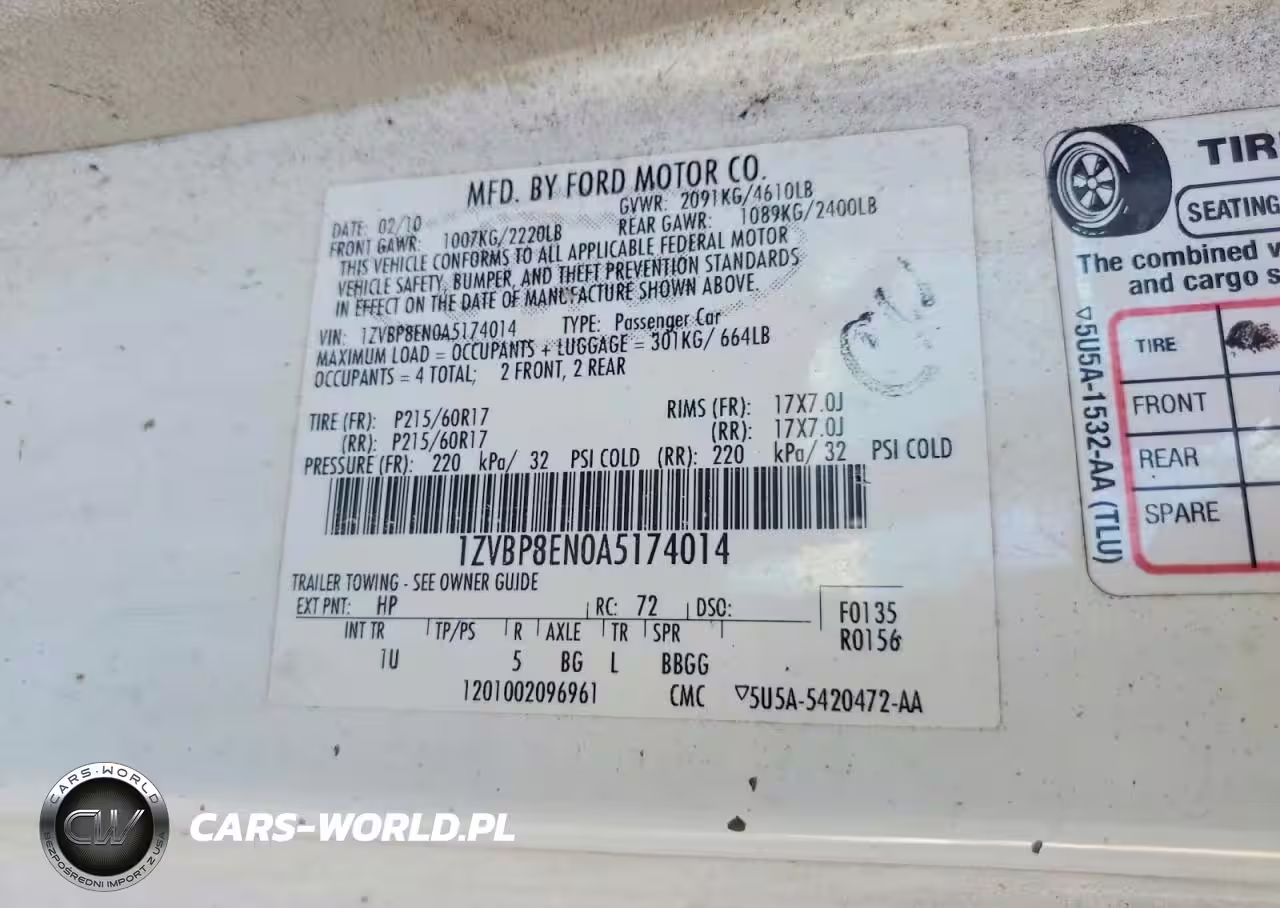 MFD. BY FORD MOTOR CO.
DATE: 02/10 GVWR: 2091KG/4610LB
FRONT GAWR: 1007KG/2220LB REAR GAWR: 1089KG/2400LB
THIS VEHICLE CONFORMS TO ALL APPLICABLE FEDERAL MOTOR
VEHICLE SAFETY, BUMPER, AND THEFT PREVENTION STANDARDS
IN EFFECT ON THE DATE OF MANUFACTURE SHOWN ABOVE.
VIN: 1ZVBP8EN0A5174014 TYPE: Passenger Car
MAXIMUM LOAD = OCCUPANTS + LUGGAGE = 301KG/ 664LB
OCCUPANTS = 4 TOTAL; 2 FRONT, 2 REAR
TIRE (FR): P215/60R17 RIMS (FR): 17X7.0J
(RR): P215/60R17 (RR): 17X7.0J
PRESSURE (FR): 220 kPa/ 32 PSI COLD (RR): 220 kPa/ 32 PSI COLD
1ZVBP8EN0A5174014
TRAILER TOWING - SEE OWNER GUIDE
EXT PNT: HP RC: 72 DSO: F0135
INT TR TP/PS R AXLE TR SPR R0156
1U 5 BG L BBGG
1201002096961 CMC ▽5U5A-5420472-AA
TIR
SEATING
The combined
and cargo
TIRE
FRONT
REAR
SPARE
▽5U5A-1532-AA (TLU)
CARS-WORLD
CW
BEZPOŚREDNI IMPORT Z USA
CARS-WORLD.PL